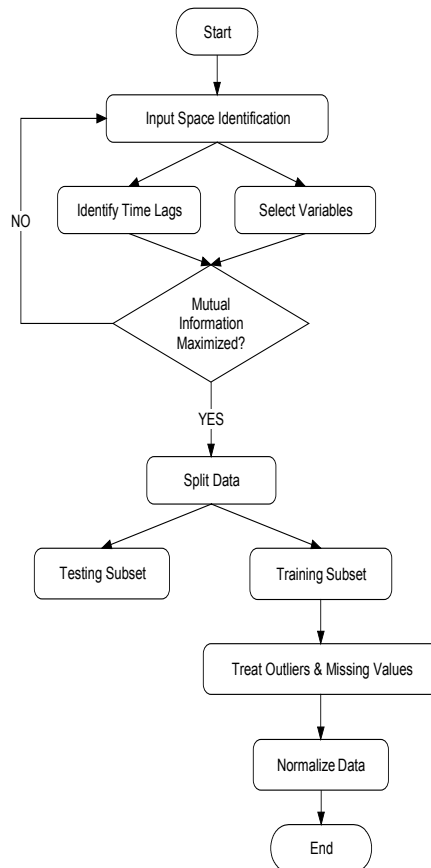 Start
Input Space Identification
Identify Time Lags
Select Variables
NO
Mutual
Information
Maximized?
YES
Split Data
Testing Subset
Training Subset
Treat Outliers & Missing Values
Normalize Data
End